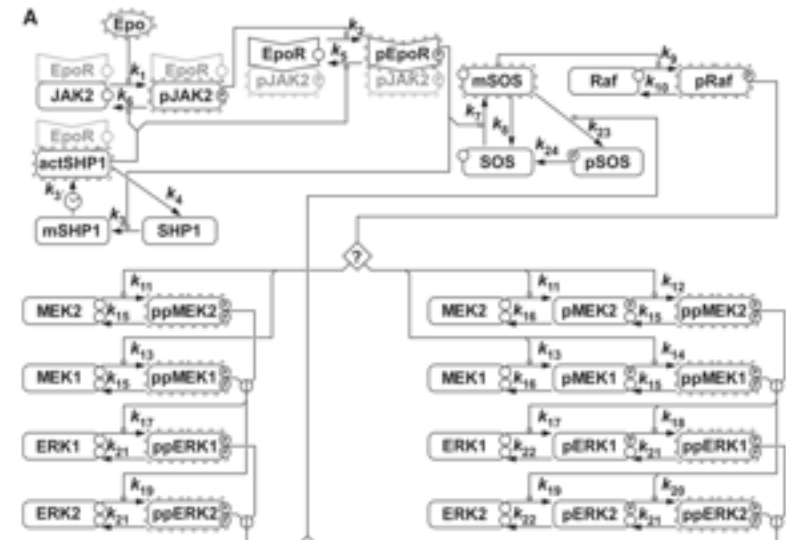 A
Epo
k2
k9
EpoR
EpoR
EpoR
k5
pEpoR
k1
mSOS
Raf
k10
pRaf
JAK2
k6
pJAK2
pJAK2
pJAK2
k7
k8
k23
EpoR
actSHP1
SOS
k24
pSOS
k3
k4
k3
mSHP1
SHP1
?
k11
k11
k12
MEK2
k15
ppMEK2
MEK2
k16
pMEK2
k15
ppMEK2
k13
k13
k14
MEK1
k15
ppMEK1
MEK1
k16
pMEK1
k15
ppMEK1
k17
k17
k18
ERK1
k21
ppERK1
ERK1
k22
pERK1
k21
ppERK1
k19
k19
k20
ERK2
k21
ppERK2
ERK2
k22
pERK2
k21
ppERK2